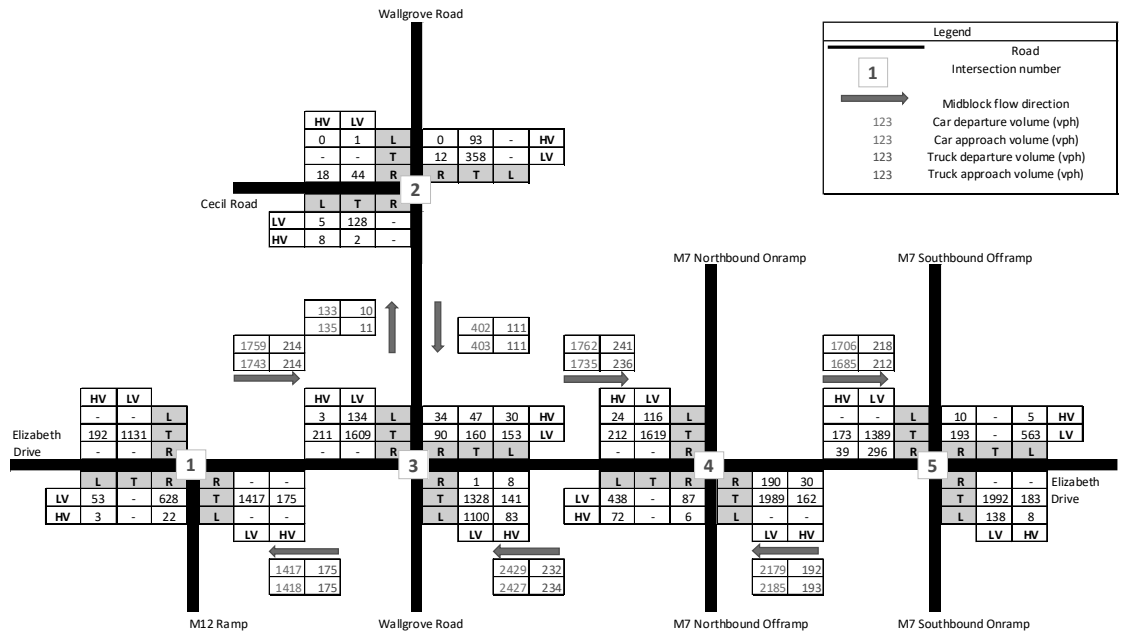 Wallgrove Road
Legend
Road
1 Intersection number
Midblock flow direction
123 Car departure volume (vph)
123 Car approach volume (vph)
123 Truck departure volume (vph)
123 Truck approach volume (vph)
HV LV
0 1 L 0 93 - HV
- - T 12 358 - LV
18 44 R R T L
2
Cecil Road
L T R
LV 5 128 -
HV 8 2 -
M7 Northbound Onramp
M7 Southbound Offramp
133 10
135 11
402 111
403 111
1759 214
1743 214
1762 241
1735 236
1706 218
1685 212
HV LV
- - L
192 1131 T
- - R
Elizabeth
Drive
1
L T R
LV 53 - 628
HV 3 - 22
R - -
T 1417 175
L - -
LV HV
HV LV
3 134 L 34 47 30 HV
211 1609 T 90 160 153 LV
- - R R T L
3
R 1 8
T 1328 141
L 1100 83
LV HV
HV LV
24 116 L
212 1619 T
- - R
4
L T R
LV 438 - 87
HV 72 - 6
R 190 30
T 1989 162
L - -
LV HV
HV LV
- - L 10 - 5 HV
173 1389 T 193 - 563 LV
39 296 R R T L
5
Elizabeth
Drive
R - -
T 1992 183
L 138 8
LV HV
1417 175
1418 175
2429 232
2427 234
2179 192
2185 193
M12 Ramp
Wallgrove Road
M7 Northbound Offramp
M7 Southbound Onramp